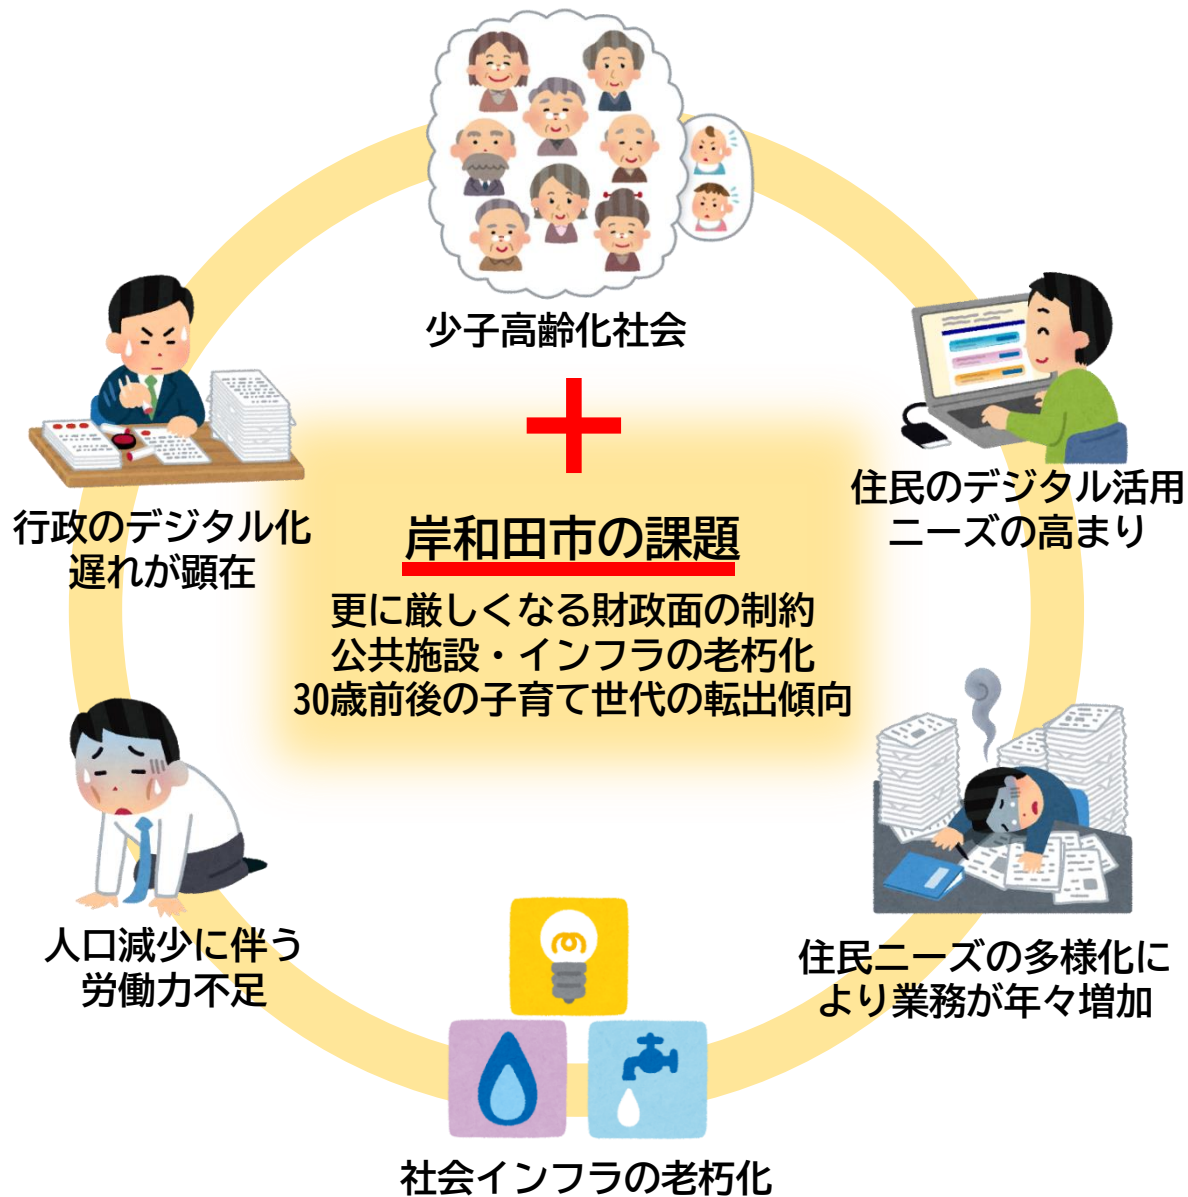 少子高齢化社会
住民のデジタル活用
ニーズの高まり
行政のデジタル化
遅れが顕在
岸和田市の課題
更に厳しくなる財政面の制約
公共施設・インフラの老朽化
30歳前後の子育て世代の転出傾向
人口減少に伴う
労働力不足
住民ニーズの多様化に
より業務が年々増加
社会インフラの老朽化